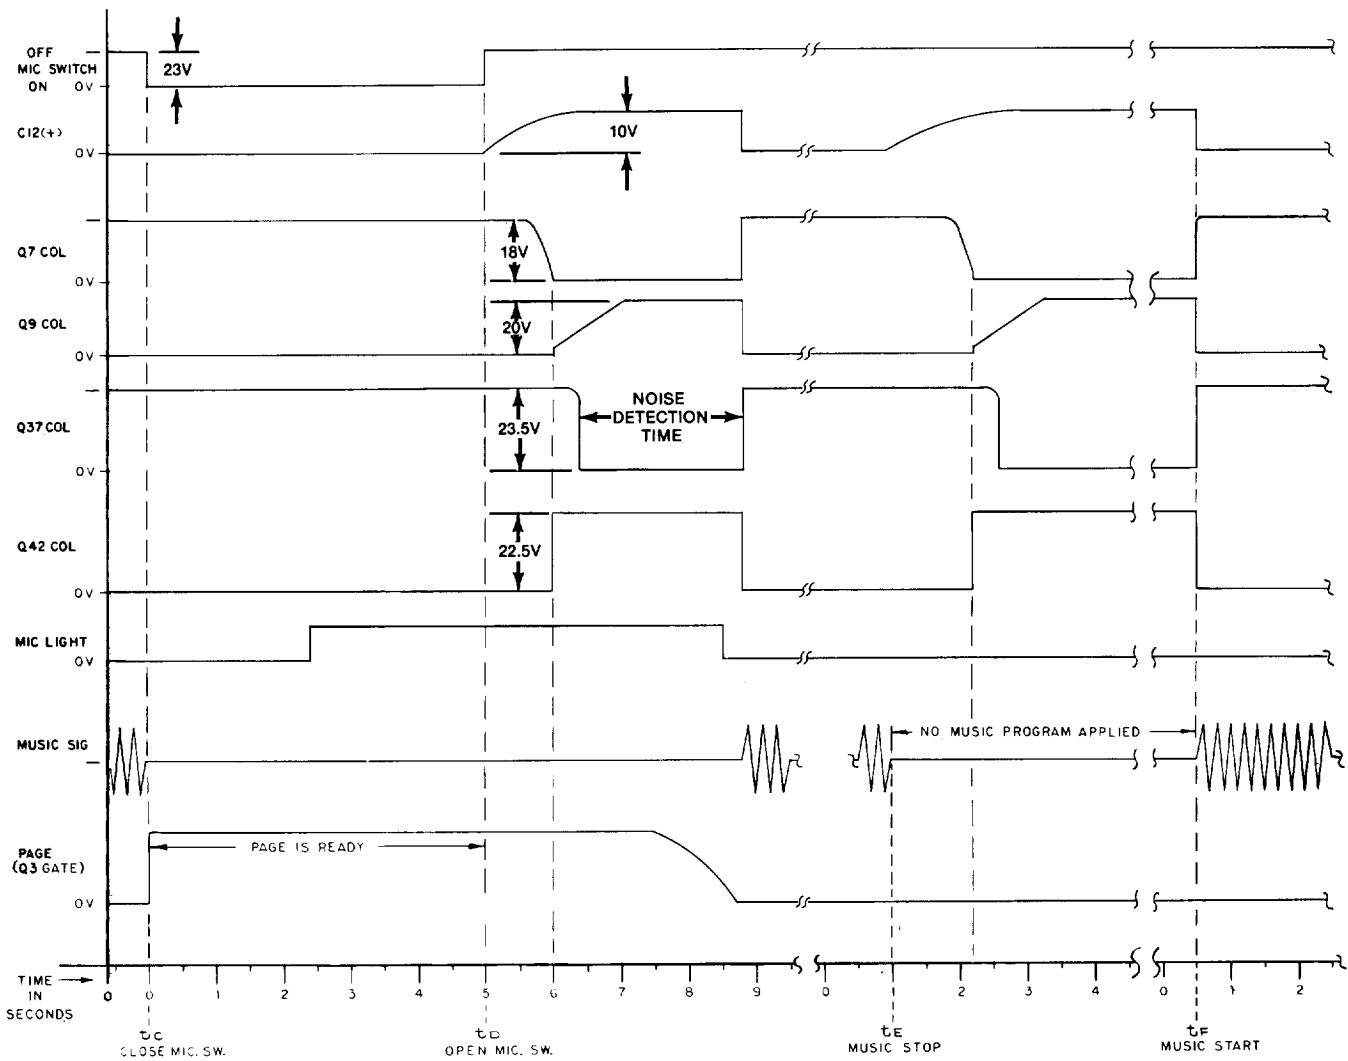 OFF
MIC SWITCH
ON 0V
23V
C12(+)
0V
10V
Q7 COL
0V
18V
Q9 COL
0V
20V
Q37 COL
0V
23.5V
NOISE
DETECTION
TIME
Q42 COL
0V
22.5V
MIC LIGHT
0V
MUSIC SIG
NO MUSIC PROGRAM APPLIED
PAGE
(Q3 GATE)
0V
PAGE IS READY
TIME
IN
SECONDS
0 0 1 2 3 4 5 6 7 8 9 0 1 2 3 4 0 1 2
tC tD tE tF
CLOSE MIC. SW. OPEN MIC. SW. MUSIC STOP MUSIC START